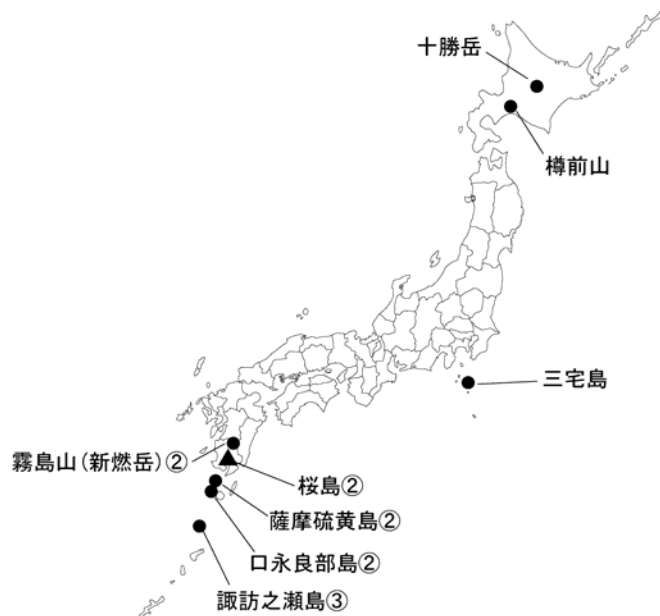 十勝岳
樽前山
三宅島
霧島山(新燃岳)②
桜島②
薩摩硫黄島②
口永良部島②
諏訪之瀬島③